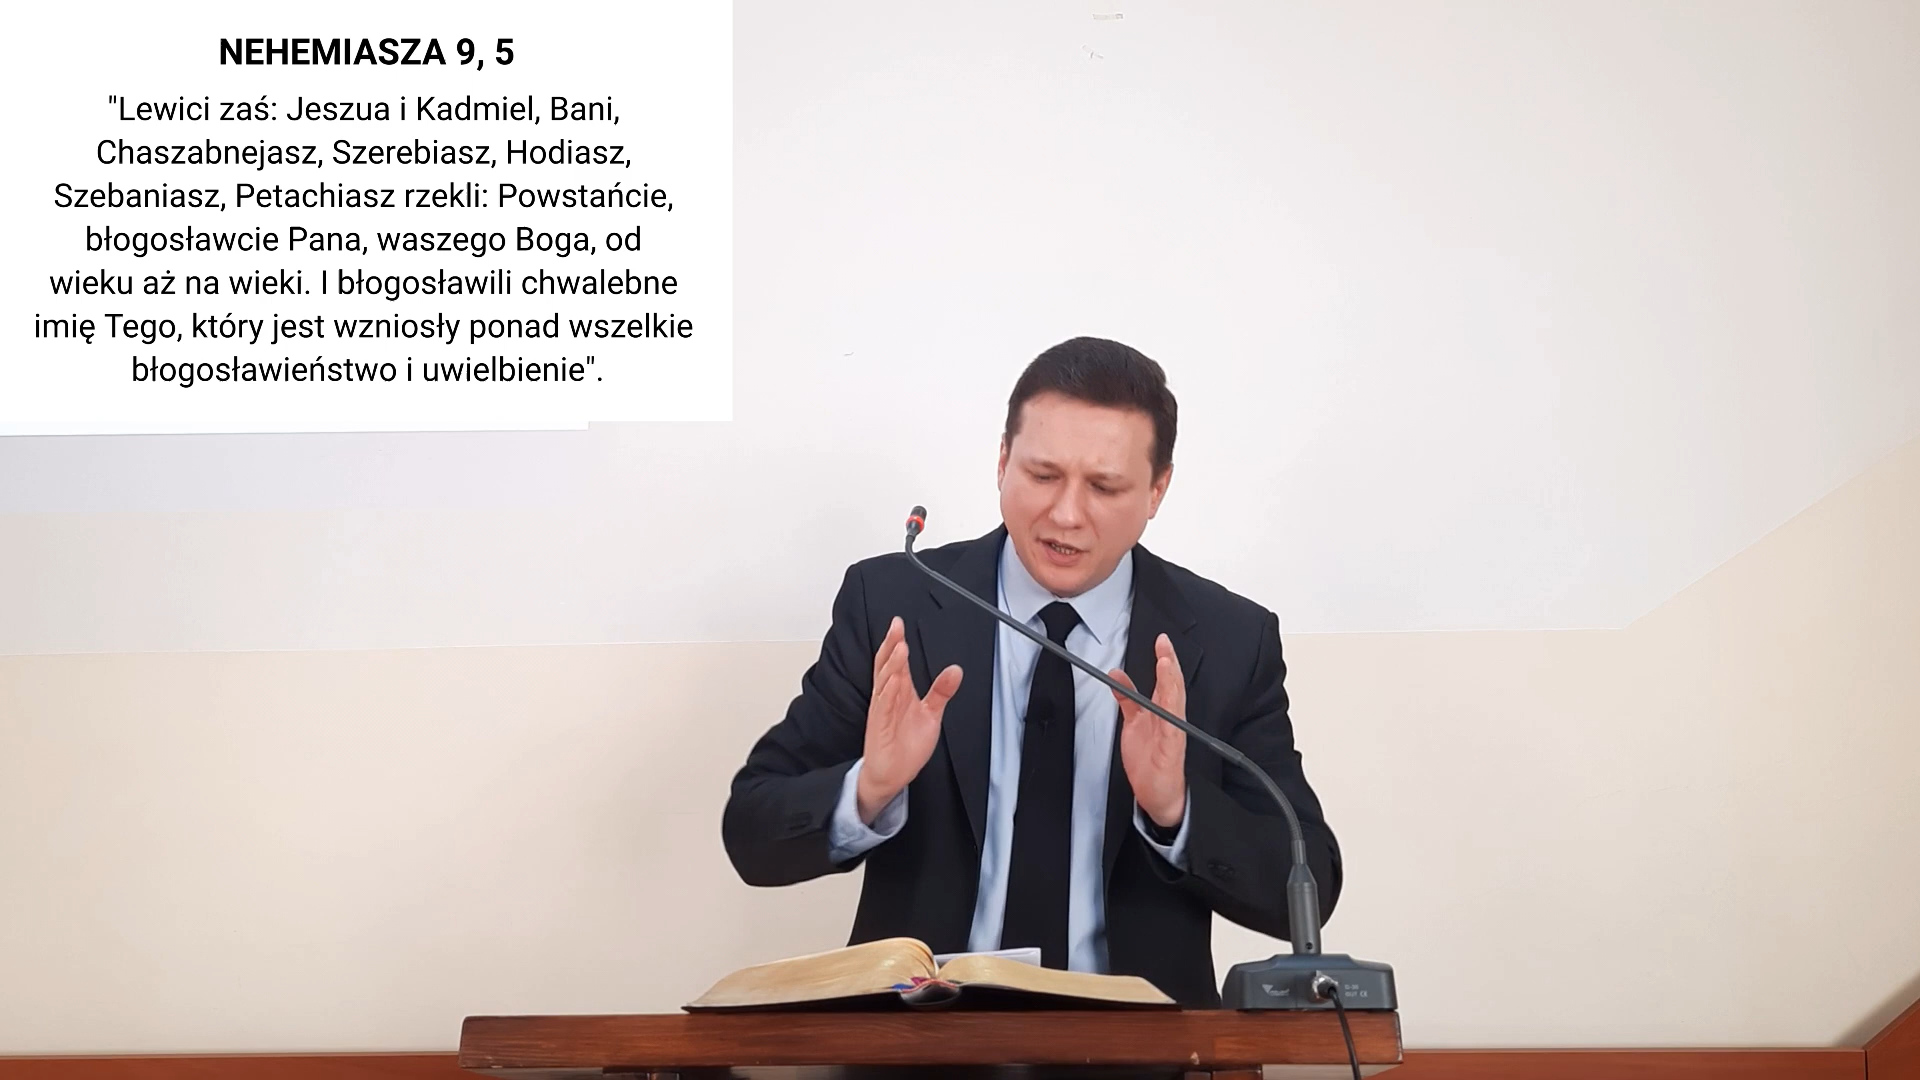 NEHEMIASZA 9, 5
"Lewici zaś: Jeszua i Kadmiel, Bani,
Chaszabnejasz, Szerebiasz, Hodiasz,
Szebaniasz, Petachiasz rzekli: Powstańcie,
błogosławcie Pana, waszego Boga, od
wieku aż na wieki. I błogosławili chwalebne
imię Tego, który jest wzniosły ponad wszelkie
błogosławieństwo i uwielbienie".